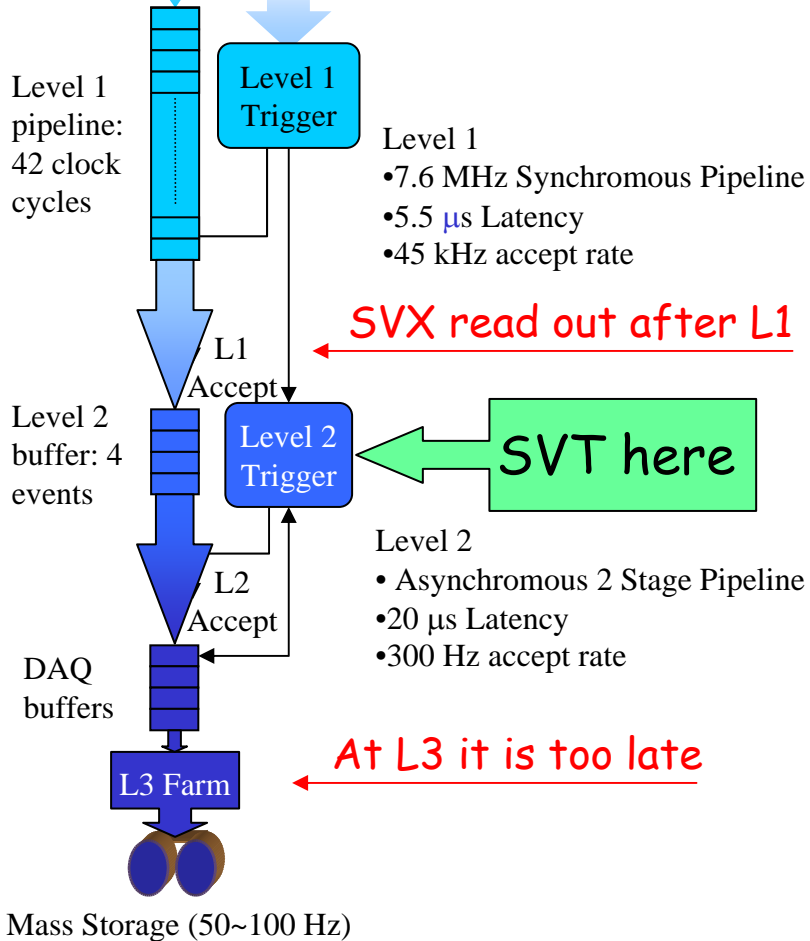 Level 1
pipeline:
42 clock
cycles
Level 1
Trigger
Level 1
•7.6 MHz Synchromous Pipeline
•5.5 μs Latency
•45 kHz accept rate
SVX read out after L1
L1
Accept
Level 2
buffer: 4
events
Level 2
Trigger
SVT here
Level 2
• Asynchromous 2 Stage Pipeline
•20 μs Latency
•300 Hz accept rate
L2
Accept
DAQ
buffers
At L3 it is too late
L3 Farm
Mass Storage (50~100 Hz)